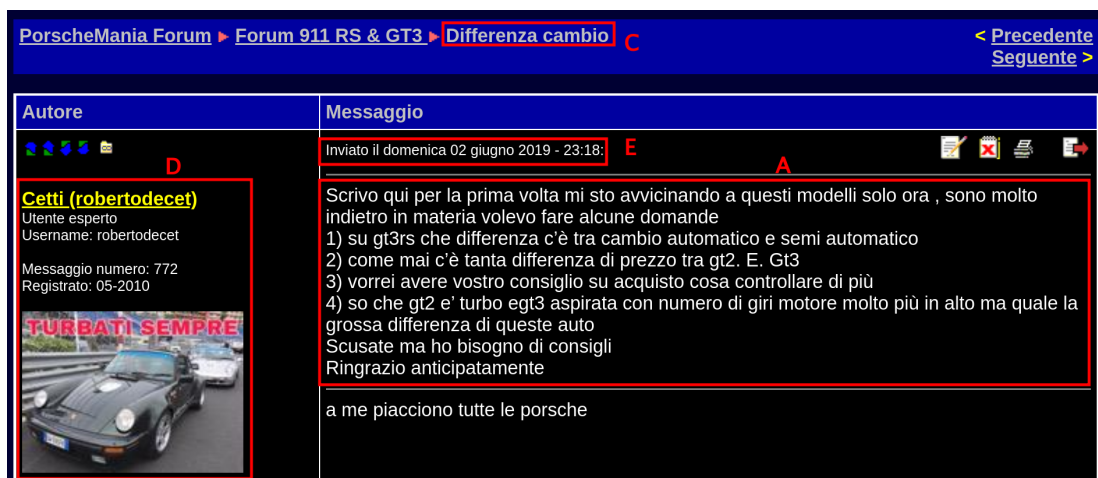 PorscheMania Forum ▶ Forum 911 RS & GT3 ▶ Differenza cambio
C
< Precedente
Seguente >
Autore
Messaggio
D
Inviato il domenica 02 giugno 2019 - 23:18:
E
A
Cetti (robertodecet)
Utente esperto
Username: robertodecet
Messaggio numero: 772
Registrato: 05-2010
TURBATI SEMPRE
Scrivo qui per la prima volta mi sto avvicinando a questi modelli solo ora , sono molto
indietro in materia volevo fare alcune domande
1) su gt3rs che differenza c’è tra cambio automatico e semi automatico
2) come mai c’è tanta differenza di prezzo tra gt2. E. Gt3
3) vorrei avere vostro consiglio su acquisto cosa controllare di più
4) so che gt2 e’ turbo egt3 aspirata con numero di giri motore molto più in alto ma quale la
grossa differenza di queste auto
Scusate ma ho bisogno di consigli
Ringrazio anticipatamente
a me piacciono tutte le porsche